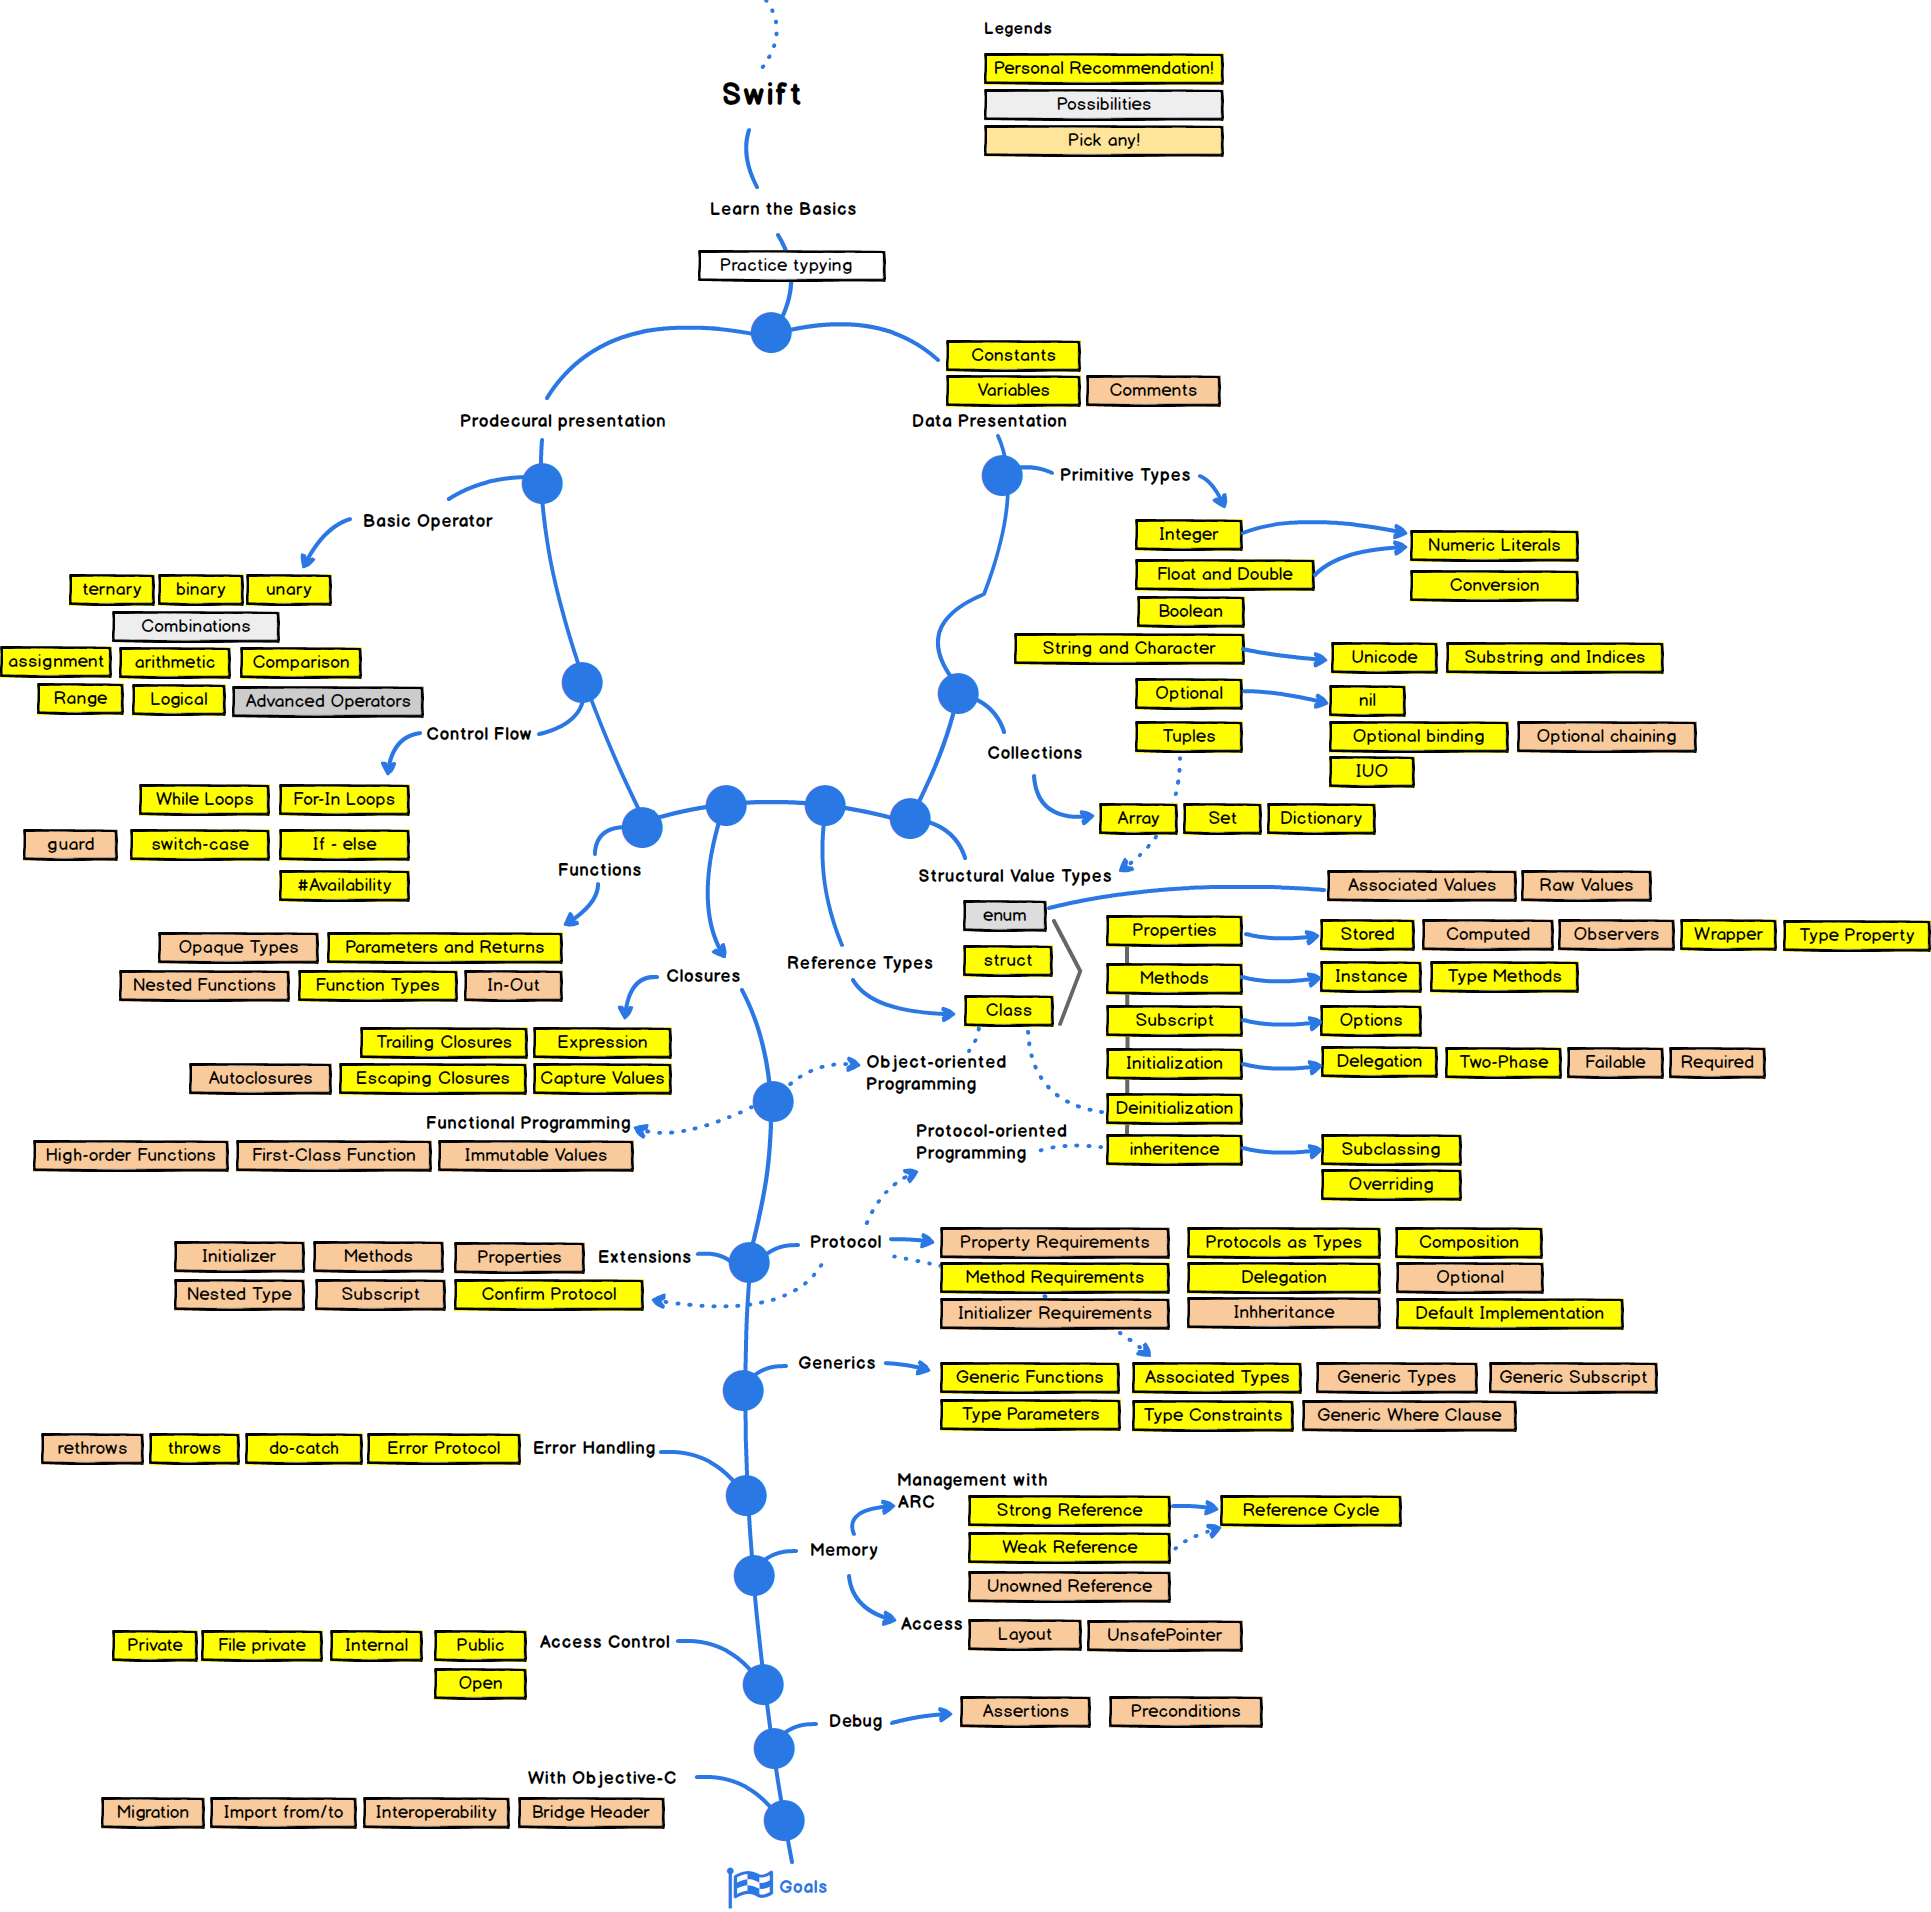 Legends
Personal Recommendation!
Possibilities
Pick any!
Swift
Learn the Basics
Practice typying
Constants
Variables
Comments
Prodecural presentation
Data Presentation
Primitive Types
Basic Operator
Integer
Numeric Literals
Float and Double
Conversion
Boolean
String and Character
Unicode
Substring and Indices
Optional
nil
Tuples
Optional binding
Optional chaining
IUO
ternary
binary
unary
Combinations
assignment
arithmetic
Comparison
Range
Logical
Advanced Operators
Control Flow
Collections
While Loops
For-In Loops
guard
switch-case
If - else
#Availability
Array
Set
Dictionary
Functions
Structural Value Types
enum
Associated Values
Raw Values
struct
Class
Properties
Stored
Computed
Observers
Wrapper
Type Property
Methods
Instance
Type Methods
Subscript
Options
Initialization
Delegation
Two-Phase
Failable
Required
Deinitialization
inheritence
Subclassing
Overriding
Opaque Types
Parameters and Returns
Nested Functions
Function Types
In-Out
Closures
Reference Types
Trailing Closures
Expression
Autoclosures
Escaping Closures
Capture Values
Object-oriented
Programming
Functional Programming
High-order Functions
First-Class Function
Immutable Values
Protocol-oriented
Programming
Initializer
Methods
Properties
Extensions
Nested Type
Subscript
Confirm Protocol
Protocol
Property Requirements
Protocols as Types
Composition
Method Requirements
Delegation
Optional
Initializer Requirements
Inhheritance
Default Implementation
Generics
Generic Functions
Associated Types
Generic Types
Generic Subscript
Type Parameters
Type Constraints
Generic Where Clause
rethrows
throws
do-catch
Error Protocol
Error Handling
Management with
ARC
Strong Reference
Reference Cycle
Weak Reference
Unowned Reference
Memory
Access
Layout
UnsafePointer
Private
File private
Internal
Public
Access Control
Open
Debug
Assertions
Preconditions
With Objective-C
Migration
Import from/to
Interoperability
Bridge Header
Goals